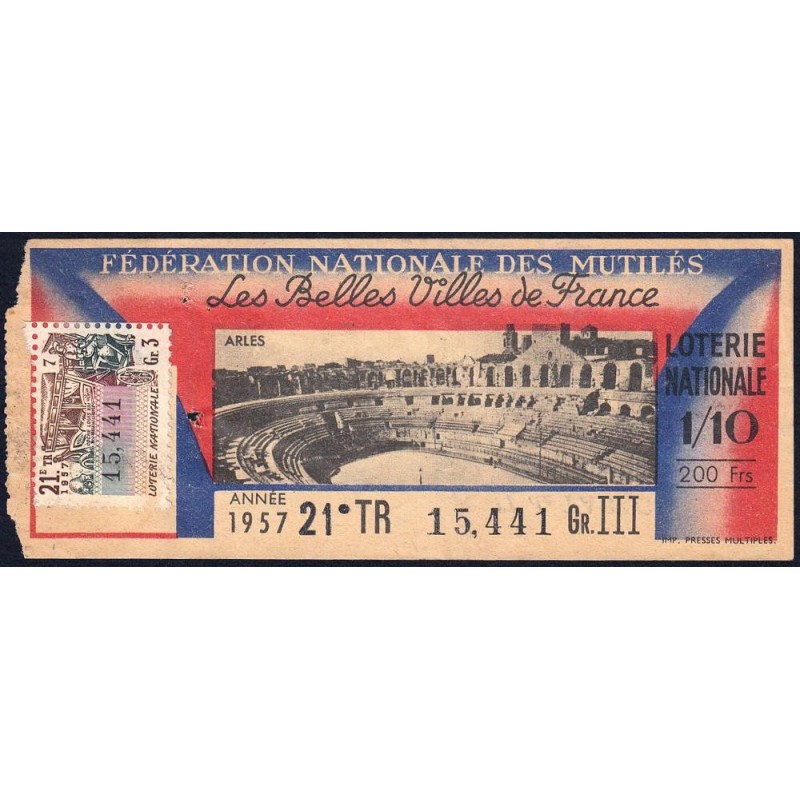 FÉDÉRATION NATIONALE DES MUTILÉS
Les Belles Villes de France
ARLES
LOTERIE
NATIONALE
1/10
200 Frs
ANNÉE
1957 21e TR 15,441 GR.III
IMP. PRESSES MULTIPLES.
21E TR 7 GR 3
1957
15,441
LOTERIE NATIONALE